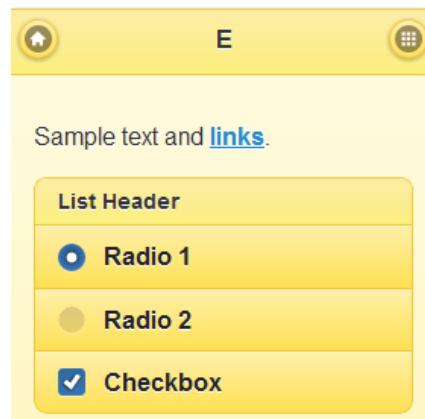 E
Sample text and links.
List Header
Radio 1
Radio 2
Checkbox